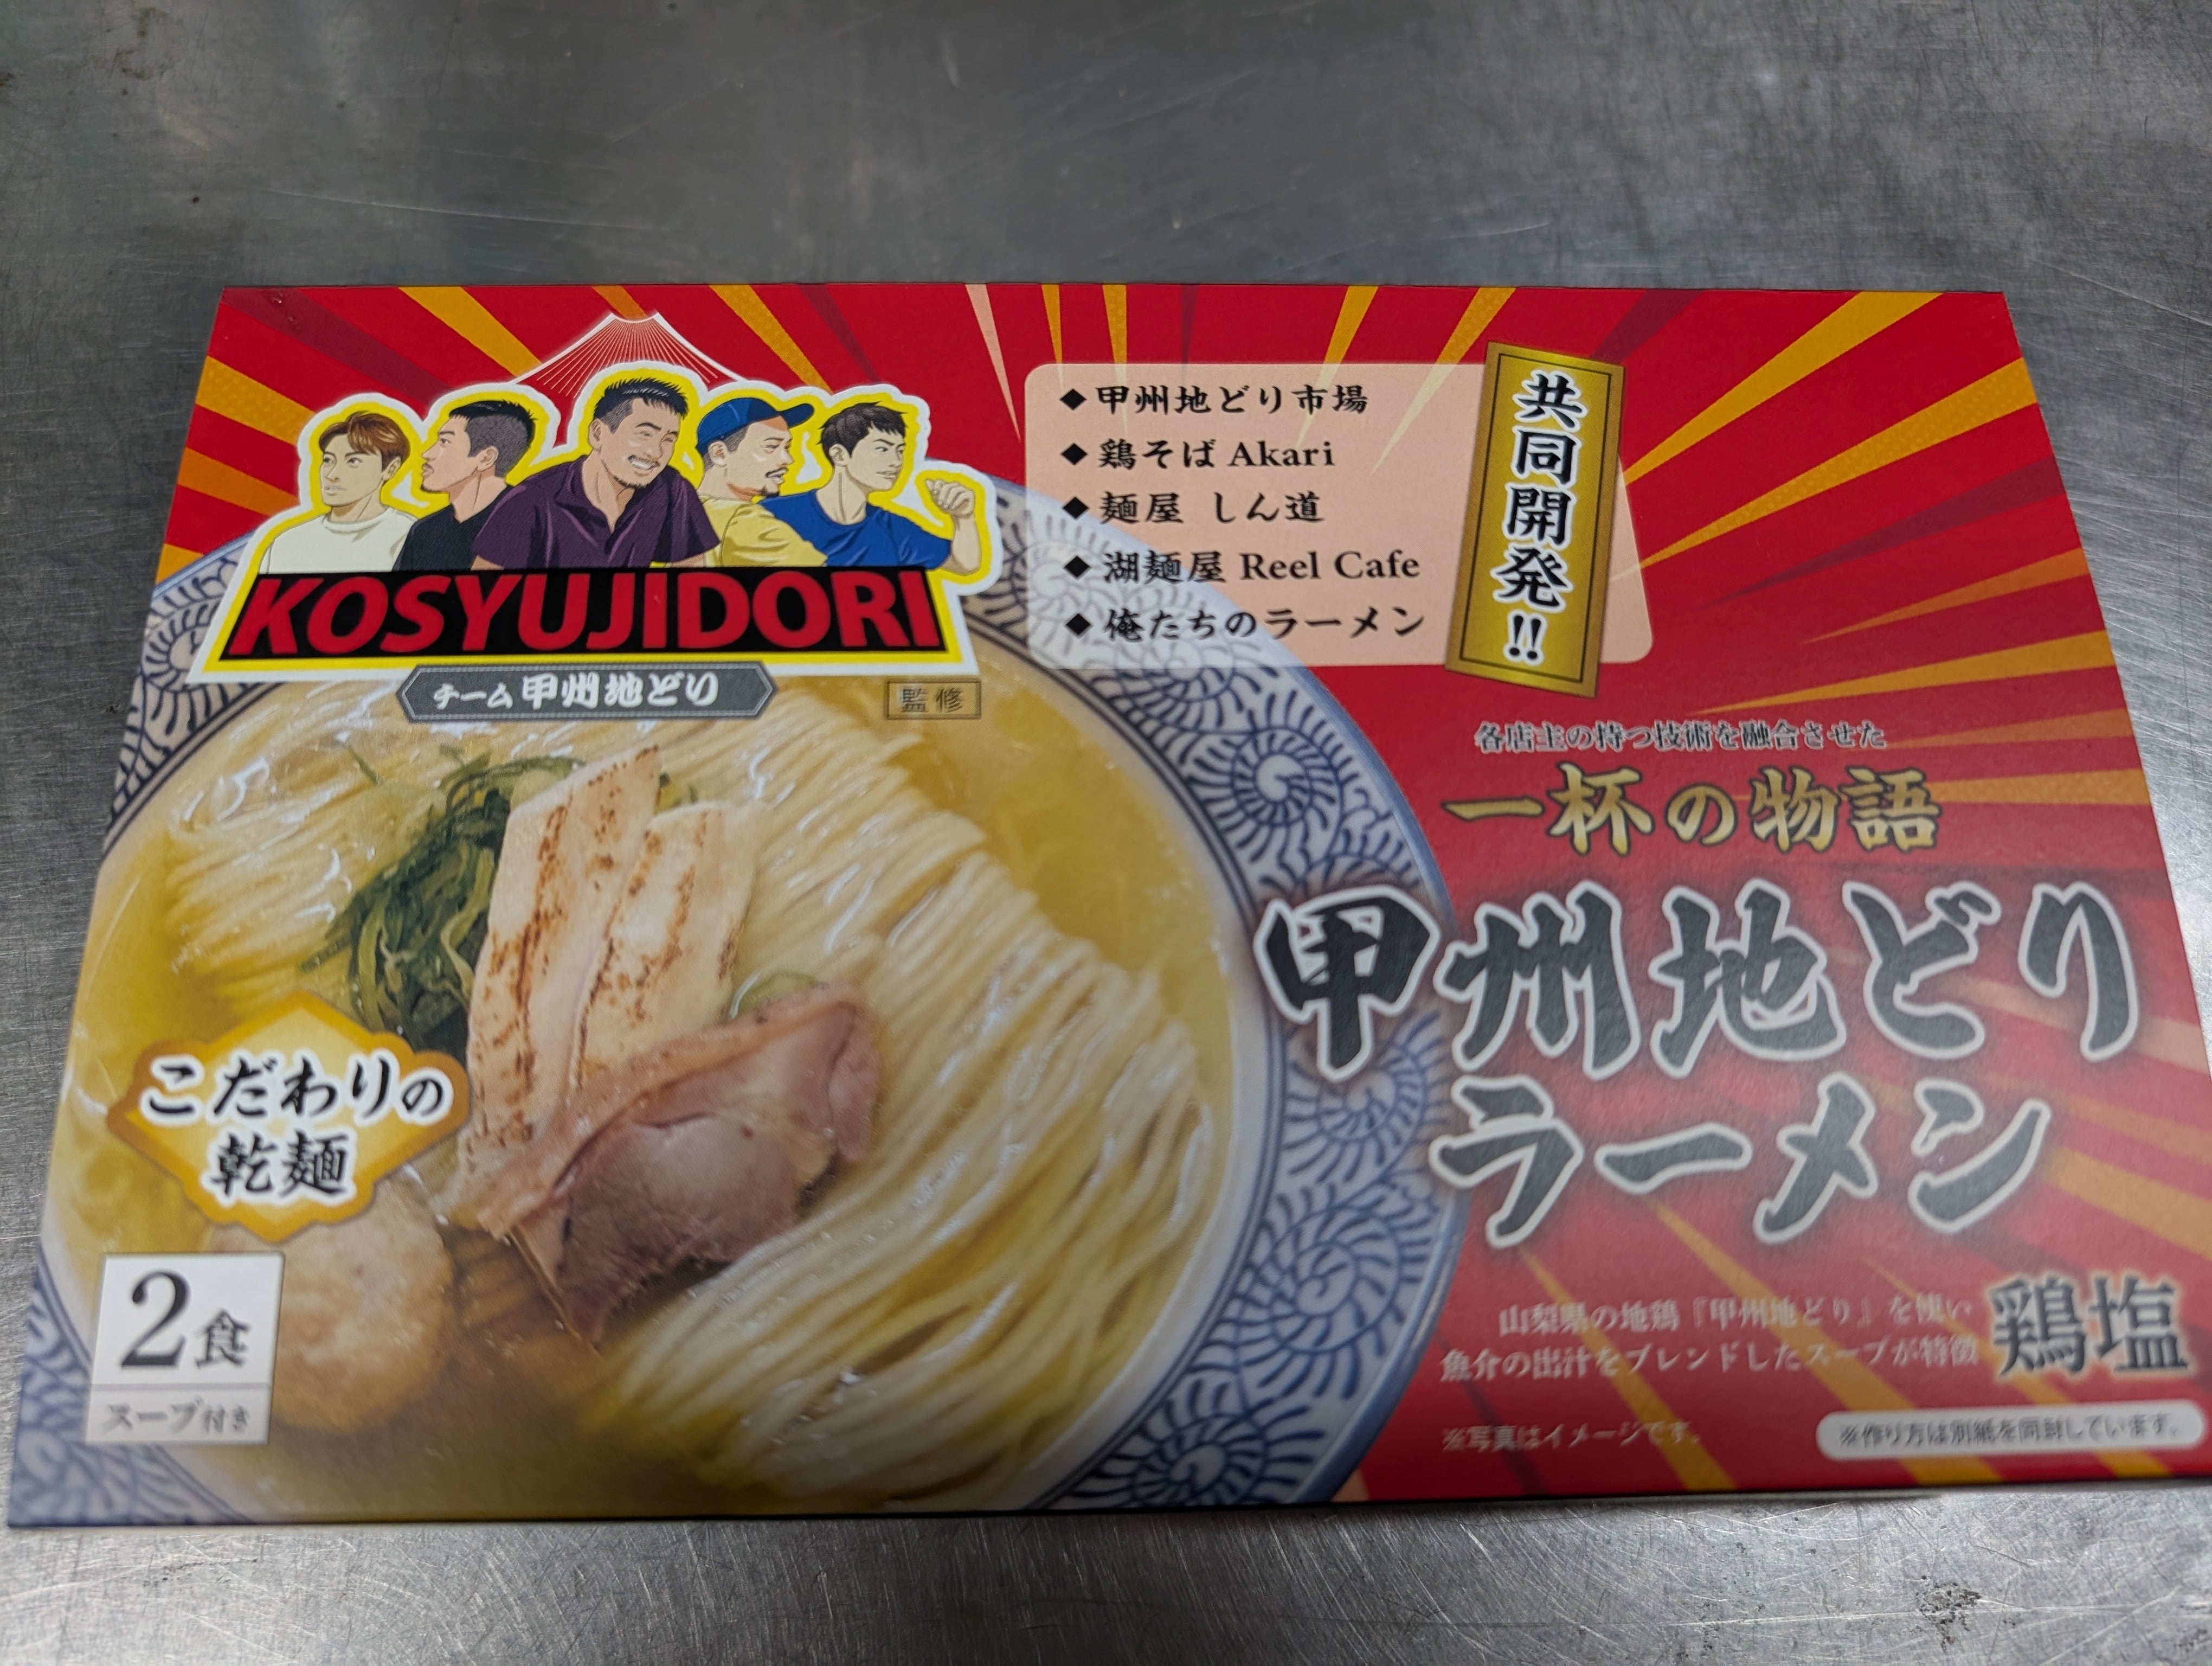 KOSYUJIDORI
チーム 甲州地どり
監修
◆甲州地どり市場
◆鶏そば Akari
◆麺屋 しん道
◆湖麺屋 Reel Cafe
◆俺たちのラーメン
共同開発!!
各店主の持つ技術を融合させた
一杯の物語
甲州地どり
ラーメン
山梨県の地鶏『甲州地どり』を使い
魚介の出汁をブレンドしたスープが特徴
鶏塩
※写真はイメージです。
※作り方は別紙を同封しています。
こだわりの
乾麺
2食
スープ付き